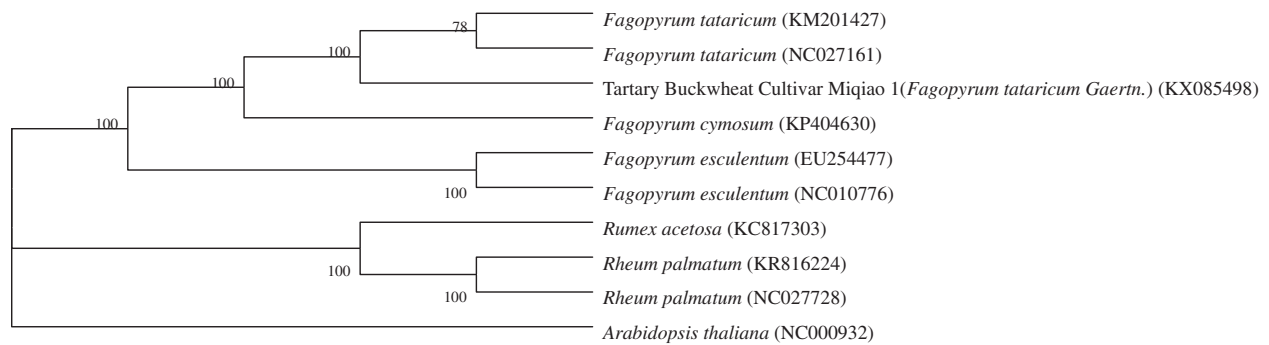 Fagopyrum tataricum (KM201427)
78
Fagopyrum tataricum (NC027161)
100
Tartary Buckwheat Cultivar Miqiao 1(Fagopyrum tataricum Gaertn.) (KX085498)
100
Fagopyrum cymosum (KP404630)
100
Fagopyrum esculentum (EU254477)
100
Fagopyrum esculentum (NC010776)
Rumex acetosa (KC817303)
100
Rheum palmatum (KR816224)
100
Rheum palmatum (NC027728)
Arabidopsis thaliana (NC000932)